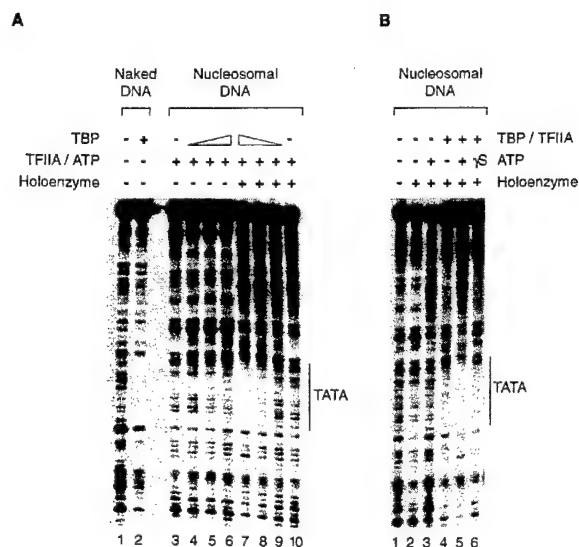 A
Naked DNA
Nucleosomal DNA
TBP - + - -
TFIIA / ATP - - + + + + + + + +
Holoenzyme - - - - - - + + + +
TATA
1 2 3 4 5 6 7 8 9 10
B
Nucleosomal DNA
- - - + + + TBP / TFIIA
- - + - + γS ATP
- + + + + + Holoenzyme
TATA
1 2 3 4 5 6